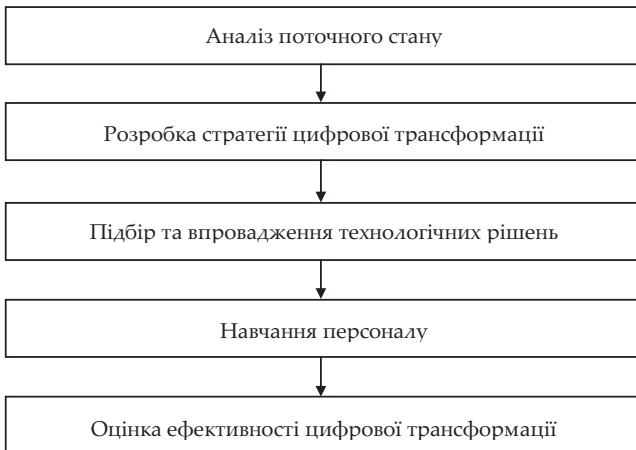 Аналіз поточного стану
Розробка стратегії цифрової трансформації
Підбір та впровадження технологічних рішень
Навчання персоналу
Оцінка ефективності цифрової трансформації